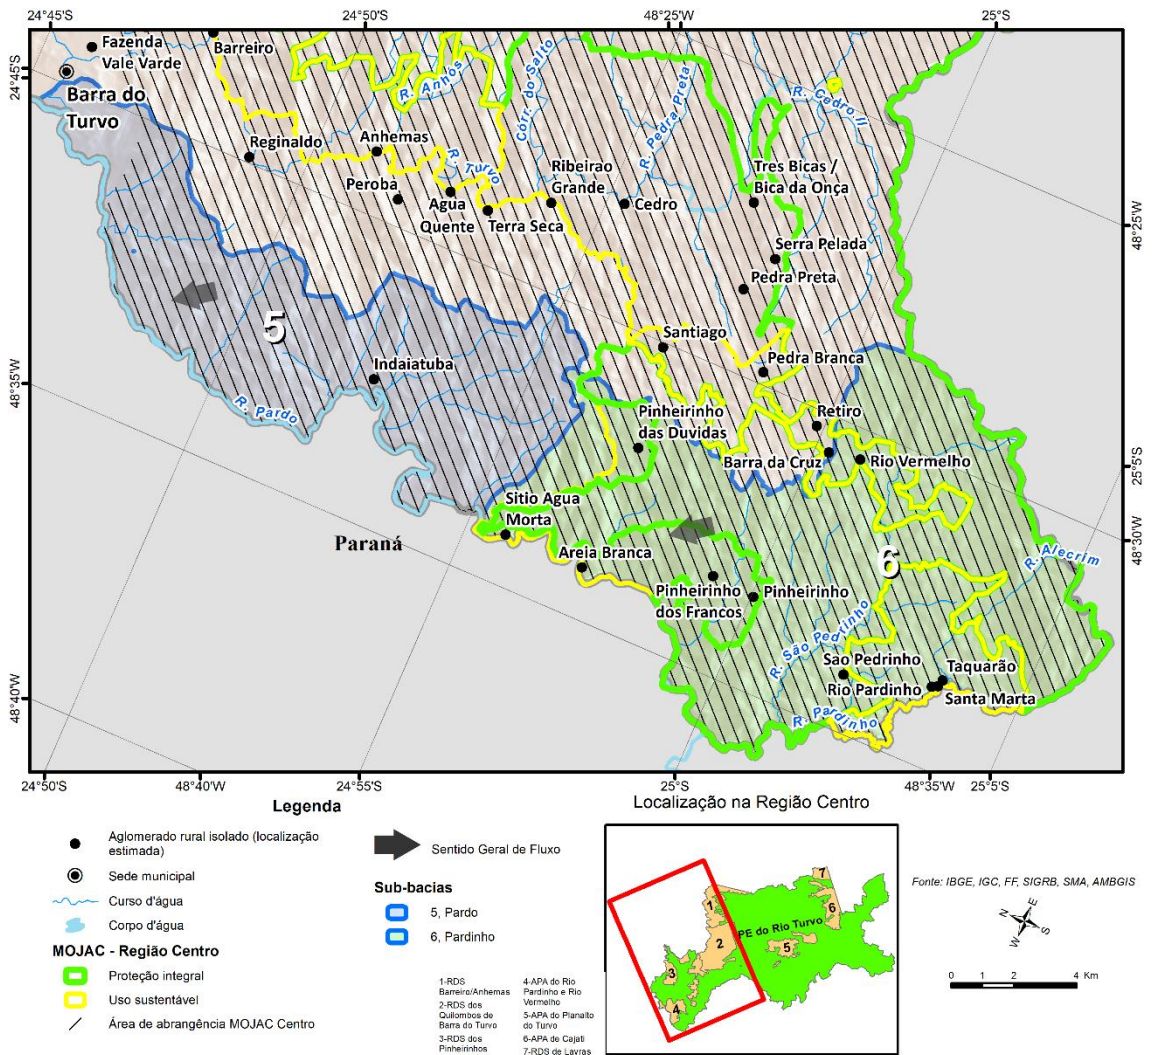 24°45'S
24°50'S
48°25'W
25°S
24°45'S
48°35'W
48°40'W
48°25'W
25°5'S
48°30'W
Fazenda
Vale Varde
Barra do
Turvo
Barreiro
R. Anhós
Córr. do Salto
R. Pedra Preta
R. Cedro II
Reginaldo
Anhemas
R. Turvo
Peroba
Agua
Quente
Terra Seca
Ribeirao
Grande
Cedro
Tres Bicas /
Bica da Onça
Serra Pelada
Pedra Preta
5
Indaiatuba
R. Pardo
Santiago
Pedra Branca
Pinheirinho
das Duvidas
Retiro
Barra da Cruz
Rio Vermelho
Sitio Agua
Morta
Paraná
Areia Branca
6
R. Alecrim
Pinheirinho
dos Francos
Pinheirinho
R. São Pedrinho
Sao Pedrinho
Taquarão
Rio Pardinho
Santa Marta
R. Pardinho
24°50'S
48°40'W
24°55'S
25°S
48°35'W
25°5'S
Legenda
Aglomerado rural isolado (localização
estimada)
Sede municipal
Curso d'água
Corpo d'água
MOJAC - Região Centro
Proteção integral
Uso sustentável
Área de abrangência MOJAC Centro
Sentido Geral de Fluxo
Sub-bacias
5, Pardo
6, Pardinho
1-RDS
Barreiro/Anhemas
2-RDS dos
Quilombos de
Barra do Turvo
3-RDS dos
Pinheirinhos
4-APA do Rio
Pardinho e Rio
Vermelho
5-APA do Planalto
do Turvo
6-APA de Cajati
7-RDS de Lavras
Localização na Região Centro
7
1
6
PE do Rio Turvo
2
5
3
4
Fonte: IBGE, IGC, FF, SIGRB, SMA, AMBGIS
N
E
W
S
0 1 2 4 Km